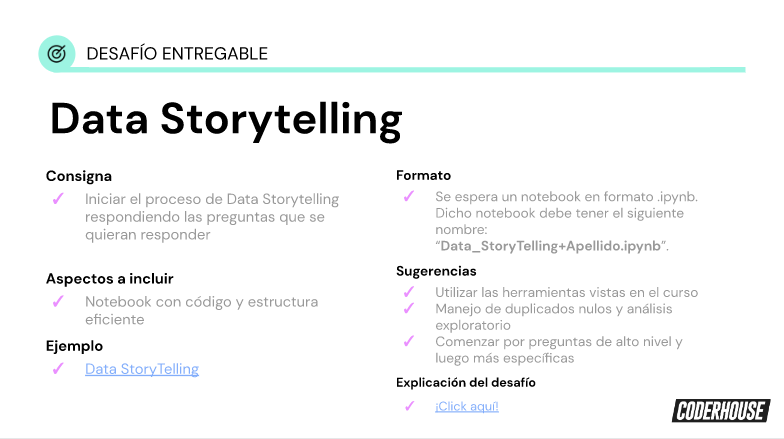 DESAFÍO ENTREGABLE
Data Storytelling
Consigna
✓ Iniciar el proceso de Data Storytelling
respondiendo las preguntas que se
quieran responder
Aspectos a incluir
✓ Notebook con código y estructura
eficiente
Ejemplo
✓ Data StoryTelling
Formato
✓ Se espera un notebook en formato .ipynb.
Dicho notebook debe tener el siguiente
nombre:
“Data_StoryTelling+Apellido.ipynb”.
Sugerencias
✓ Utilizar las herramientas vistas en el curso
✓ Manejo de duplicados nulos y análisis
exploratorio
✓ Comenzar por preguntas de alto nivel y
luego más específicas
Explicación del desafío
✓ ¡Click aquí!
CODERHOUSE